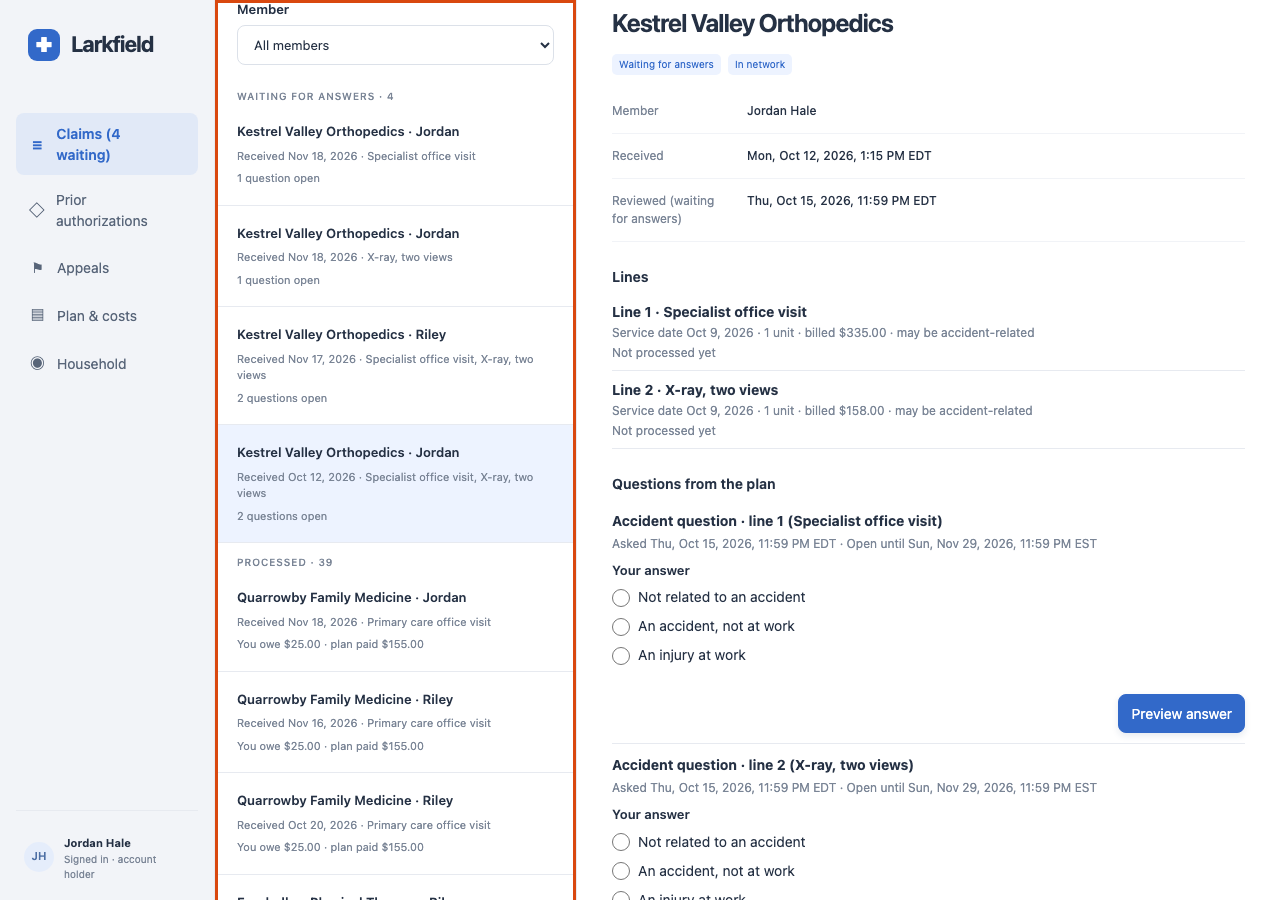 Larkfield
Claims (4
waiting)
Prior
authorizations
Appeals
Plan & costs
Household
JH
Jordan Hale
Signed in · account
holder
Member
All members
WAITING FOR ANSWERS · 4
Kestrel Valley Orthopedics · Jordan
Received Nov 18, 2026 · Specialist office visit
1 question open
Kestrel Valley Orthopedics · Jordan
Received Nov 18, 2026 · X-ray, two views
1 question open
Kestrel Valley Orthopedics · Riley
Received Nov 17, 2026 · Specialist office visit, X-ray, two
views
2 questions open
Kestrel Valley Orthopedics · Jordan
Received Oct 12, 2026 · Specialist office visit, X-ray, two
views
2 questions open
PROCESSED · 39
Quarrowby Family Medicine · Jordan
Received Nov 18, 2026 · Primary care office visit
You owe $25.00 · plan paid $155.00
Quarrowby Family Medicine · Riley
Received Nov 16, 2026 · Primary care office visit
You owe $25.00 · plan paid $155.00
Quarrowby Family Medicine · Riley
Received Oct 20, 2026 · Primary care office visit
You owe $25.00 · plan paid $155.00
Kestrel Valley Orthopedics
Waiting for answers
In network
Member
Jordan Hale
Received
Mon, Oct 12, 2026, 1:15 PM EDT
Reviewed (waiting
for answers)
Thu, Oct 15, 2026, 11:59 PM EDT
Lines
Line 1 · Specialist office visit
Service date Oct 9, 2026 · 1 unit · billed $335.00 · may be accident-related
Not processed yet
Line 2 · X-ray, two views
Service date Oct 9, 2026 · 1 unit · billed $158.00 · may be accident-related
Not processed yet
Questions from the plan
Accident question · line 1 (Specialist office visit)
Asked Thu, Oct 15, 2026, 11:59 PM EDT · Open until Sun, Nov 29, 2026, 11:59 PM EST
Your answer
Not related to an accident
An accident, not at work
An injury at work
Preview answer
Accident question · line 2 (X-ray, two views)
Asked Thu, Oct 15, 2026, 11:59 PM EDT · Open until Sun, Nov 29, 2026, 11:59 PM EST
Your answer
Not related to an accident
An accident, not at work
An injury at work